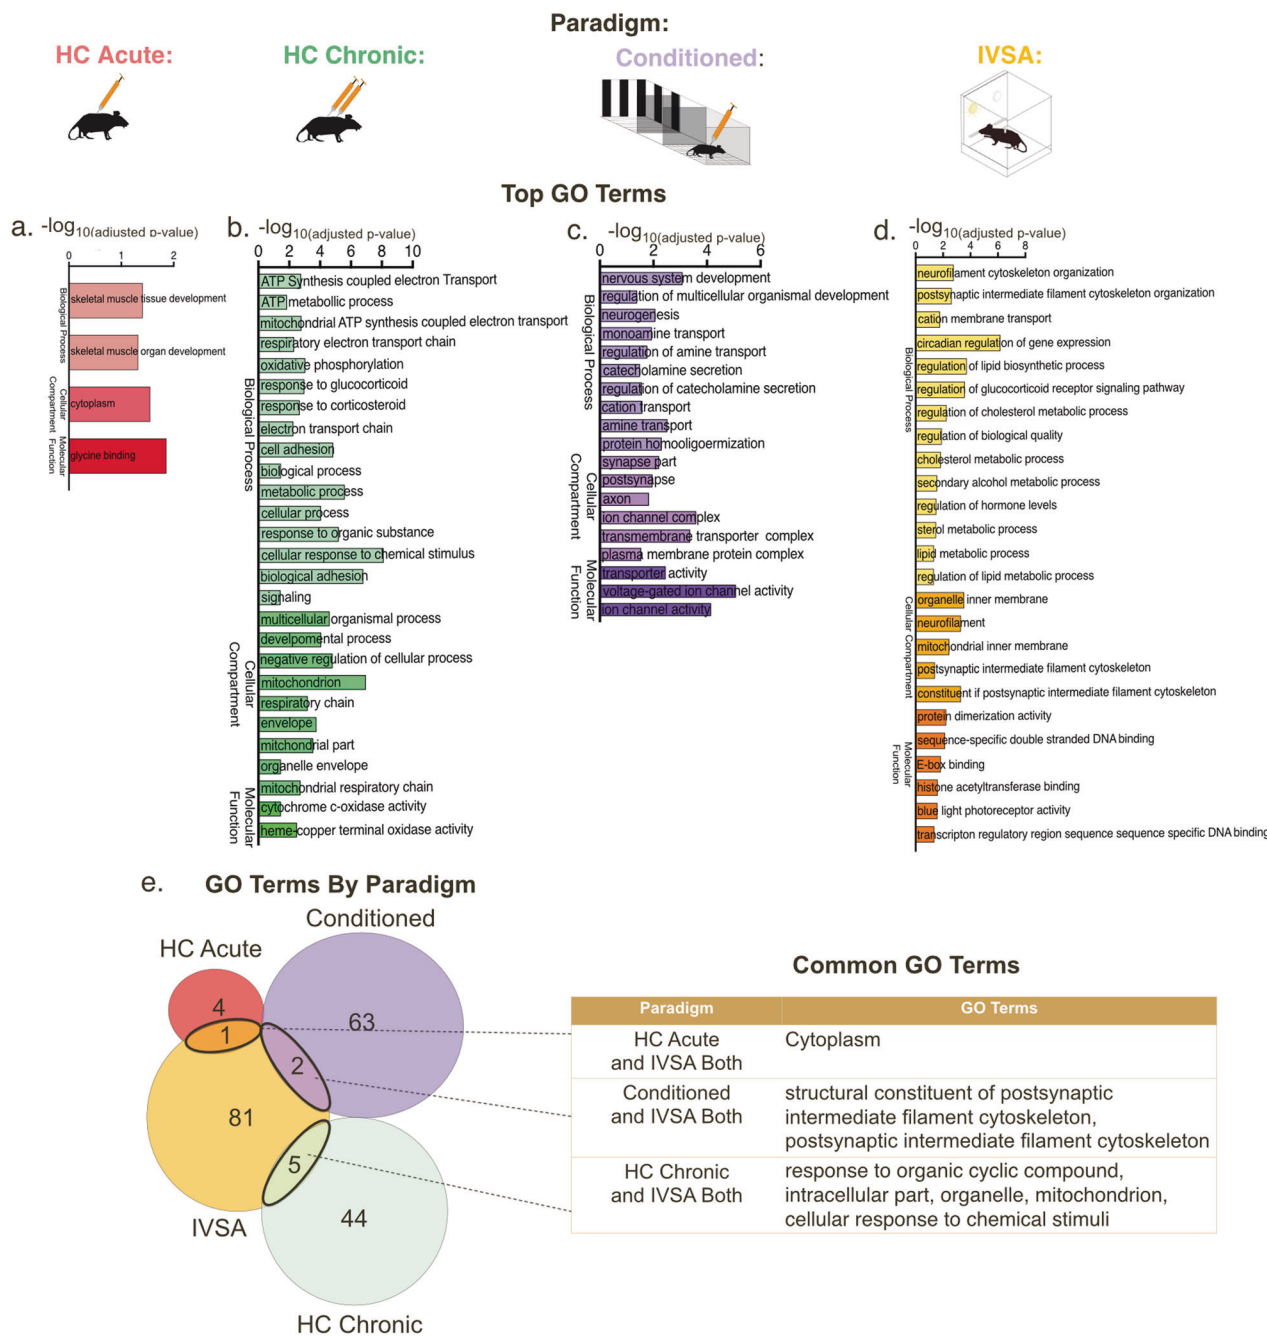 Paradigm:
HC Acute:
HC Chronic:
Conditioned:
IVSA:
Top GO Terms
a.
-log10(adjusted p-value)
0 1 2
Biological Process
skeletal muscle tissue development
skeletal muscle organ development
Cellular Compartment
cytoplasm
Molecular Function
glycine binding
b.
-log10(adjusted p-value)
0 2 4 6 8 10
Biological Process
ATP Synthesis coupled electron Transport
ATP metabollic process
mitochondrial ATP synthesis coupled electron transport
respiratory electron transport chain
oxidative phosphorylation
response to glucocorticoid
response to corticosteroid
electron transport chain
cell adhesion
biological process
metabolic process
cellular process
response to organic substance
cellular response to chemical stimulus
biological adhesion
signaling
multicellular organismal process
develpomental process
negative regulation of cellular process
Cellular Compartment
mitochondrion
respiratory chain
envelope
mitchondrial part
organelle envelope
mitochondrial respiratory chain
Molecular Function
cytochrome c-oxidase activity
heme-copper terminal oxidase activity
c.
-log10(adjusted p-value)
0 2 4 6
Biological Process
nervous system development
regulation of multicellular organismal development
neurogenesis
monoamine transport
regulation of amine transport
catecholamine secretion
regulation of catecholamine secretion
cation transport
amine transport
protein homooligoermization
Cellular Compartment
synapse part
postsynapse
axon
ion channel complex
transmembrane transporter complex
plasma membrane protein complex
Molecular Function
transporter activity
voltage-gated ion channel activity
ion channel activity
d.
-log10(adjusted p-value)
0 2 4 6 8
Biological Process
neurofilament cytoskeleton organization
postsynaptic intermediate filament cytoskeleton organization
cation membrane transport
circadian regulation of gene expression
regulation of lipid biosynthetic process
regulation of glucocorticoid receptor signaling pathway
regulation of cholesterol metabolic process
regulation of biological quality
cholesterol metabolic process
secondary alcohol metabolic process
regulation of hormone levels
sterol metabolic process
lipid metabolic process
regulation of lipid metabolic process
Cellular Compartment
organelle inner membrane
neurofilament
mitochondrial inner membrane
postsynaptic intermediate filament cytoskeleton
constituent if postsynaptic intermediate filament cytoskeleton
Molecular Function
protein dimerization activity
sequence-specific double stranded DNA binding
E-box binding
histone acetyltransferase binding
blue light photoreceptor activity
transcripton regulatory region sequence sequence specific DNA binding
e.
GO Terms By Paradigm
Conditioned
HC Acute
4
63
1
2
81
5
44
IVSA
HC Chronic
Common GO Terms
Paradigm GO Terms
HC Acute
and IVSA Both
Cytoplasm
Conditioned
and IVSA Both
structural constituent of postsynaptic
intermediate filament cytoskeleton,
postsynaptic intermediate filament cytoskeleton
HC Chronic
and IVSA Both
response to organic cyclic compound,
intracellular part, organelle, mitochondrion,
cellular response to chemical stimuli